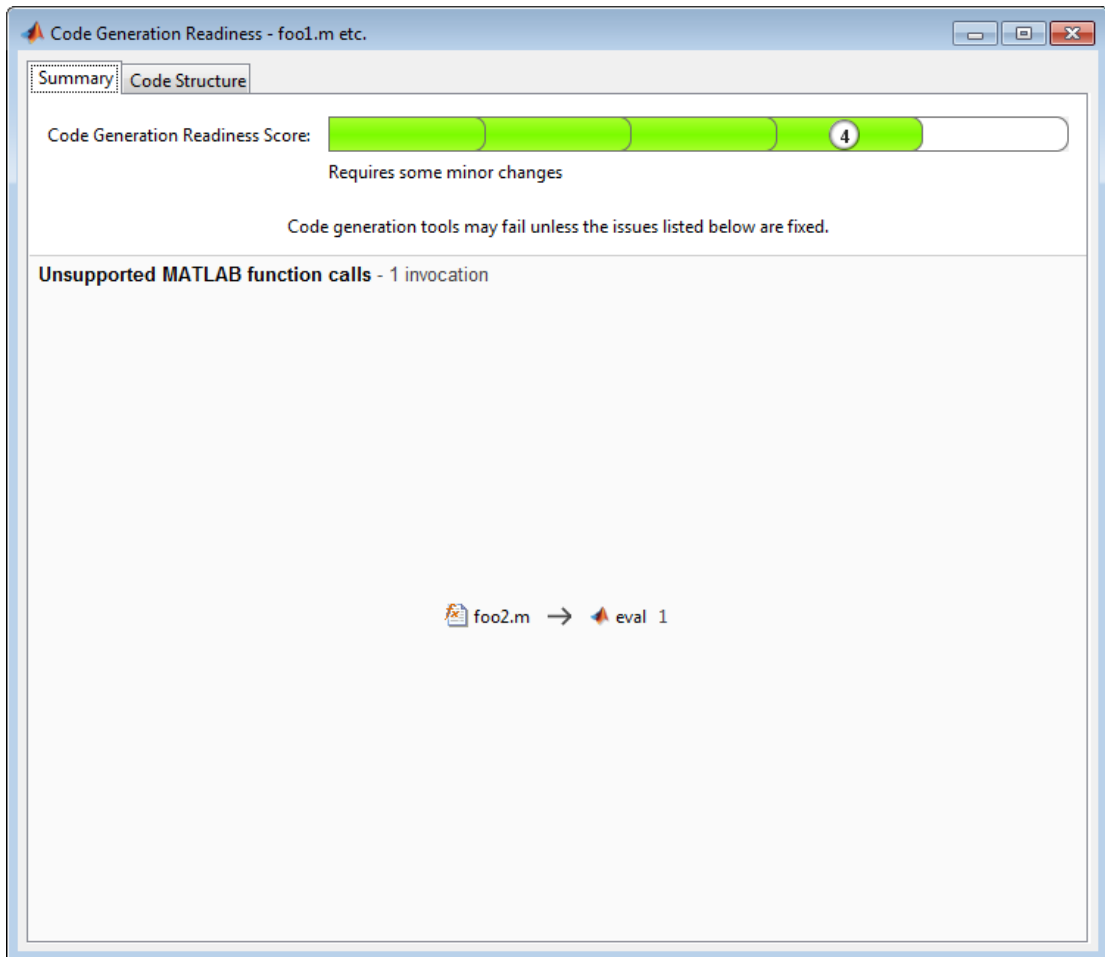 Code Generation Readiness - foo1.m etc.
Summary Code Structure
Code Generation Readiness Score: 4
Requires some minor changes
Code generation tools may fail unless the issues listed below are fixed.
Unsupported MATLAB function calls - 1 invocation
foo2.m → eval 1